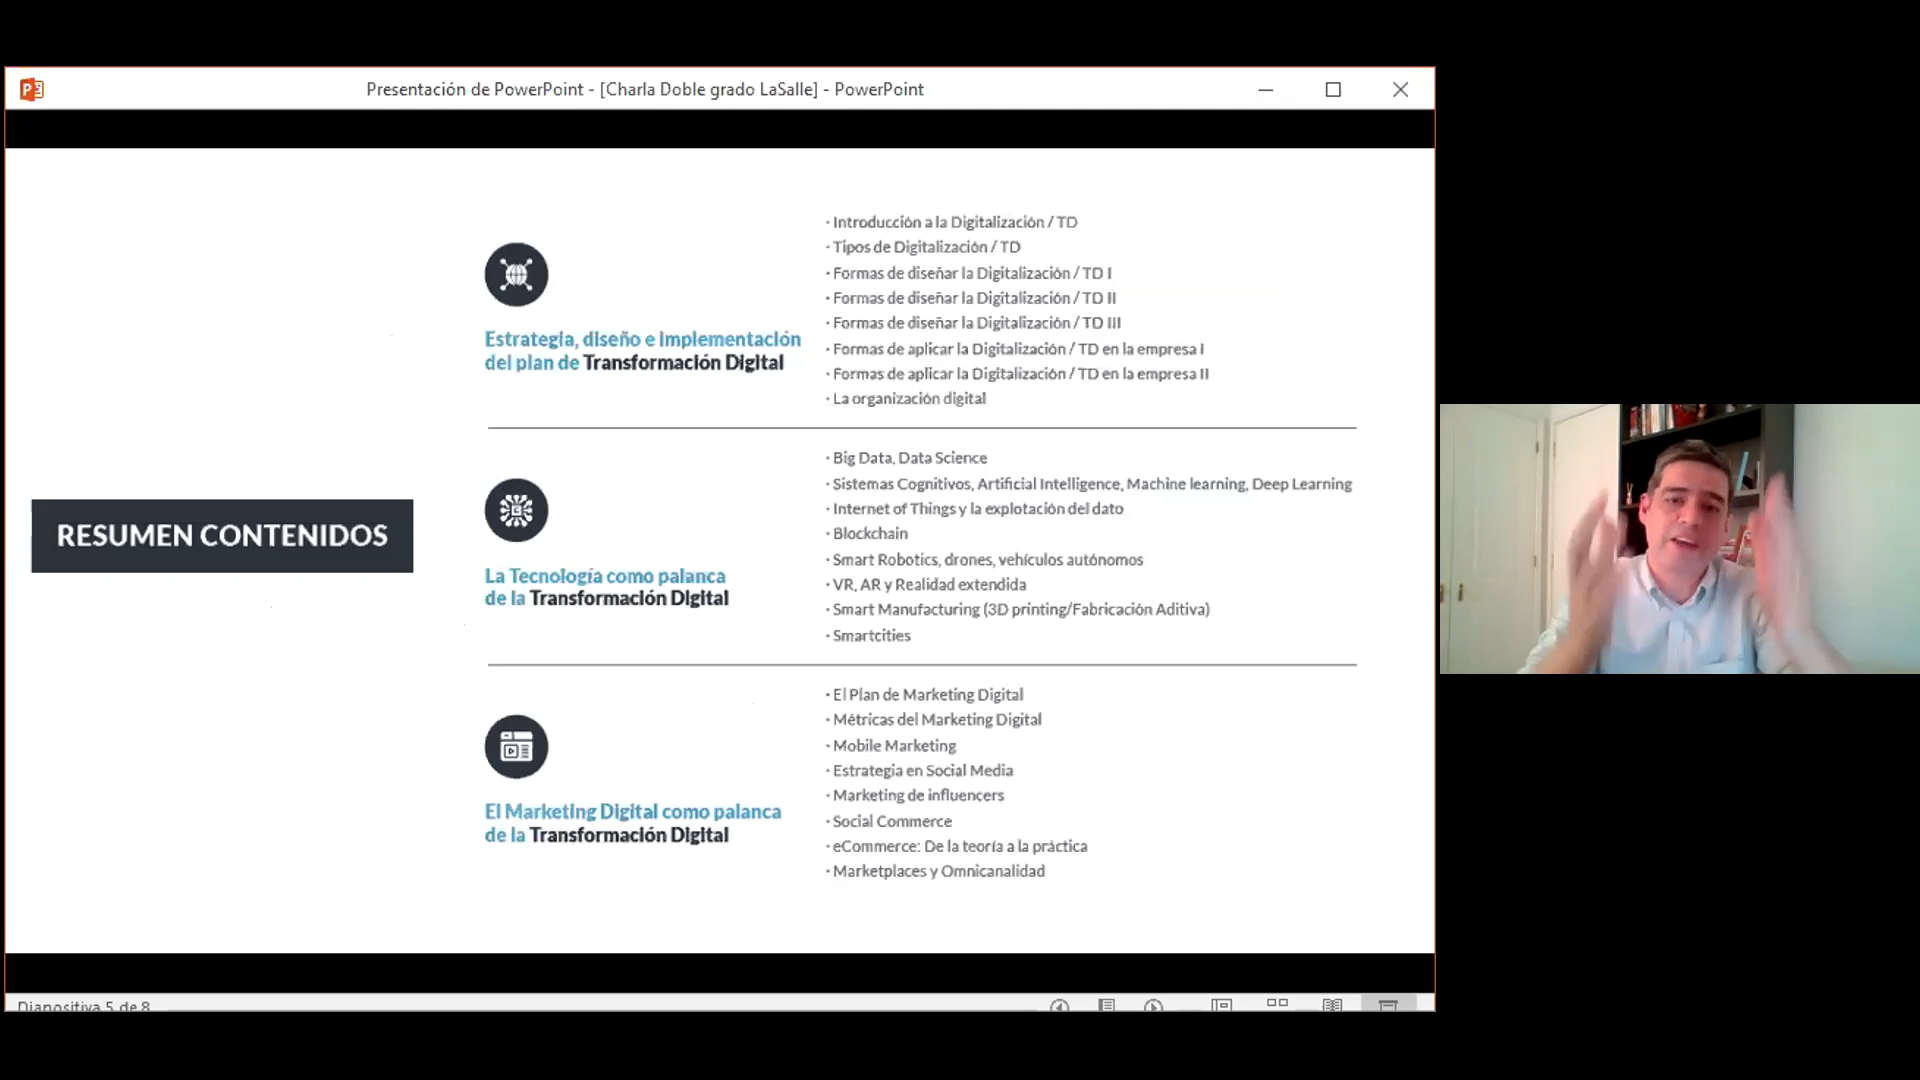 Presentación de PowerPoint - [Charla Doble grado LaSalle] - PowerPoint
RESUMEN CONTENIDOS
Estrategia, diseño e implementación
del plan de Transformación Digital
· Introducción a la Digitalización / TD
· Tipos de Digitalización / TD
· Formas de diseñar la Digitalización / TD I
· Formas de diseñar la Digitalización / TD II
· Formas de diseñar la Digitalización / TD III
· Formas de aplicar la Digitalización / TD en la empresa I
· Formas de aplicar la Digitalización / TD en la empresa II
· La organización digital
La Tecnología como palanca
de la Transformación Digital
· Big Data, Data Science
· Sistemas Cognitivos, Artificial Intelligence, Machine learning, Deep Learning
· Internet of Things y la explotación del dato
· Blockchain
· Smart Robotics, drones, vehículos autónomos
· VR, AR y Realidad extendida
· Smart Manufacturing (3D printing/Fabricación Aditiva)
· Smartcities
El Marketing Digital como palanca
de la Transformación Digital
· El Plan de Marketing Digital
· Métricas del Marketing Digital
· Mobile Marketing
· Estrategia en Social Media
· Marketing de influencers
· Social Commerce
· eCommerce: De la teoría a la práctica
· Marketplaces y Omnicanalidad
Diapositiva 5 de 8